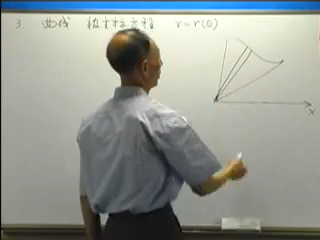 3. 曲线 极坐标方程 r = r(θ)
x